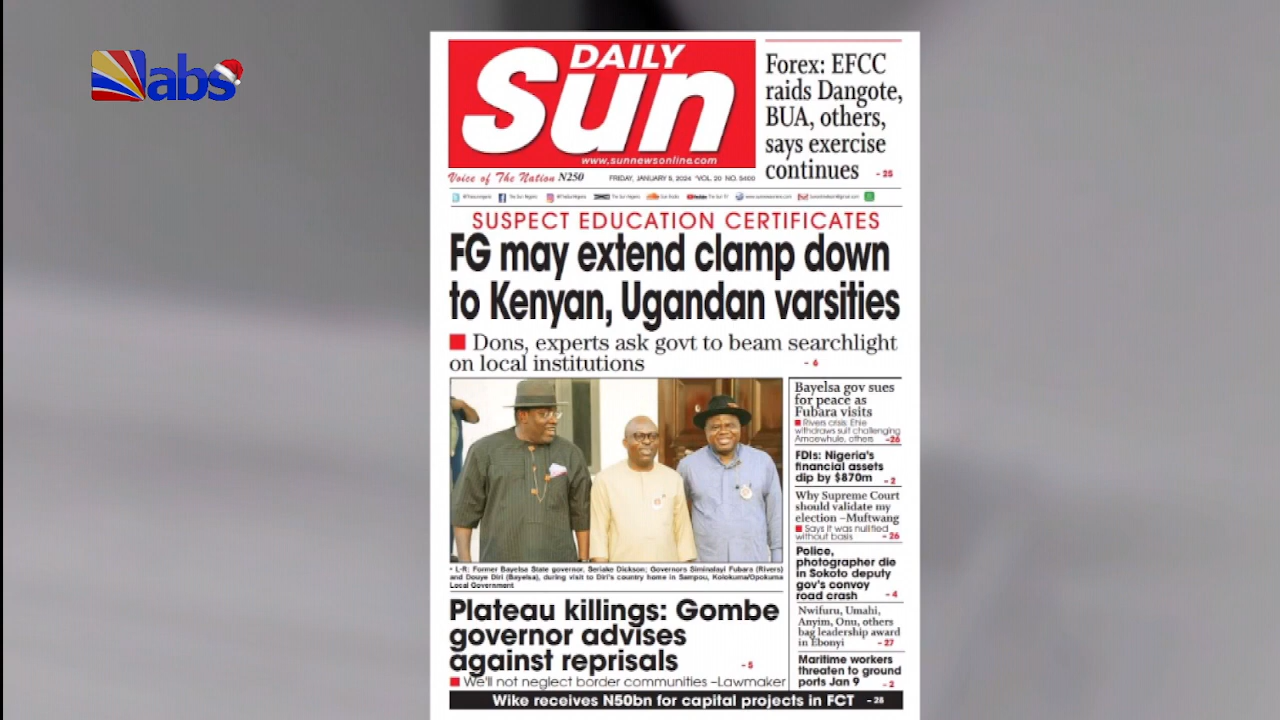 abs
DAILY
Sun
www.sunnewsonline.com
Voice of The Nation N250
FRIDAY, JANUARY 5, 2024 *VOL. 20 NO. 5400
Forex: EFCC
raids Dangote,
BUA, others,
says exercise
continues - 25
SUSPECT EDUCATION CERTIFICATES
FG may extend clamp down
to Kenyan, Ugandan varsities
Dons, experts ask govt to beam searchlight
on local institutions - 6
• L-R: Former Bayelsa State governor, Seriake Dickson; Governors Siminalayi Fubara (Rivers)
and Douye Diri (Bayelsa), during visit to Diri's country home in Sampou, Kolokuma/Opokuma
Local Government
Plateau killings: Gombe
governor advises
against reprisals - 5
We'll not neglect border communities –Lawmaker
Bayelsa gov sues
for peace as
Fubara visits
Rivers crisis: Ehie
withdraws suit challenging
Amaewhule, others -26
FDIs: Nigeria's
financial assets
dip by $870m - 2
Why Supreme Court
should validate my
election –Muftwang
Says it was nullified
without basis - 26
Police,
photographer die
in Sokoto deputy
gov's convoy
road crash - 4
Nwifuru, Umahi,
Anyim, Onu, others
bag leadership award
in Ebonyi - 27
Maritime workers
threaten to ground
ports Jan 9 - 2
Wike receives N50bn for capital projects in FCT - 28